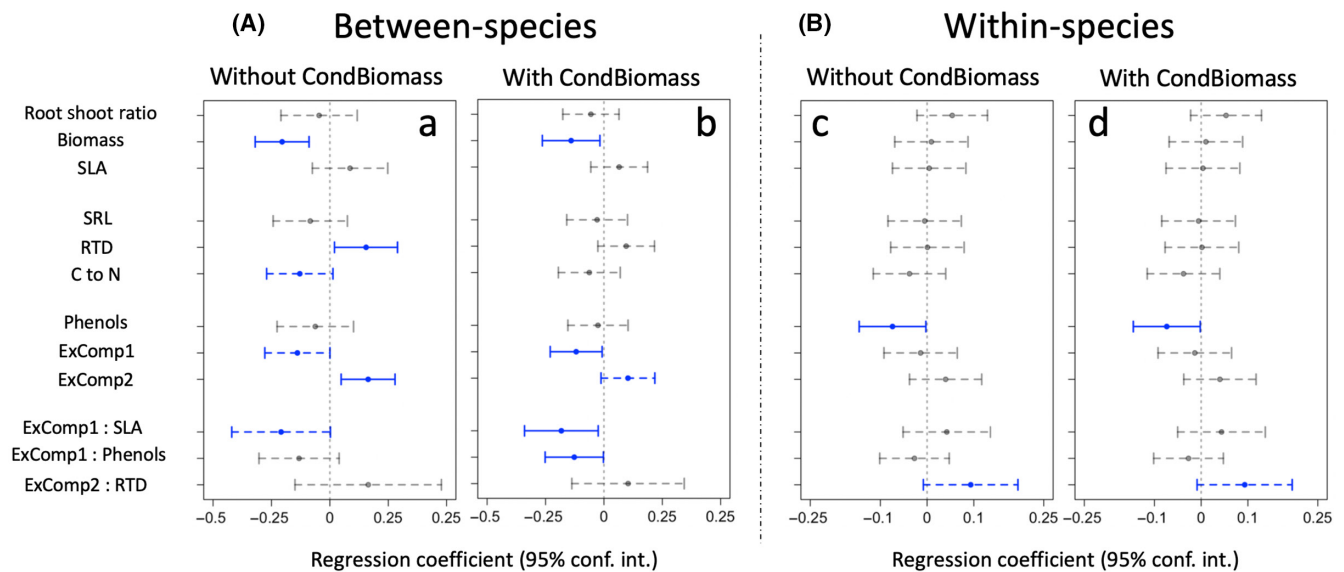 (A) Between-species (B) Within-species
Without CondBiomass With CondBiomass Without CondBiomass With CondBiomass
a b c d
Root shoot ratio
Biomass
SLA
SRL
RTD
C to N
Phenols
ExComp1
ExComp2
ExComp1 : SLA
ExComp1 : Phenols
ExComp2 : RTD
−0.5 −0.25 0 0.25 −0.5 −0.25 0 0.25 −0.25 −0.1 0 0.1 0.25 −0.25 −0.1 0 0.1 0.25
Regression coefficient (95% conf. int.) Regression coefficient (95% conf. int.)